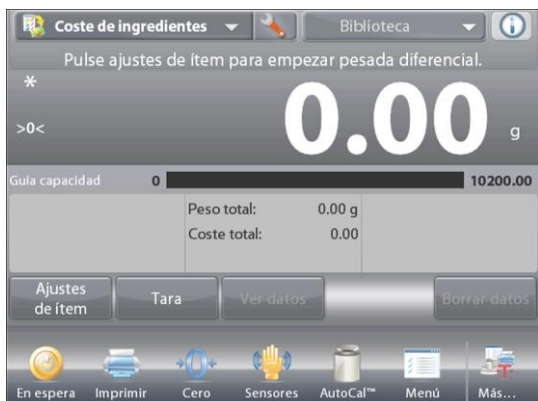 Coste de ingredientes
Biblioteca
Pulse ajustes de ítem para empezar pesada diferencial.
*
>0<
0.00 g
Guía capacidad 0 10200.00
Peso total: 0.00 g
Coste total: 0.00
Ajustes de ítem
Tara
Ver datos
Borrar datos
En espera
Imprimir
Cero
Sensores
AutoCal™
Menú
Más...